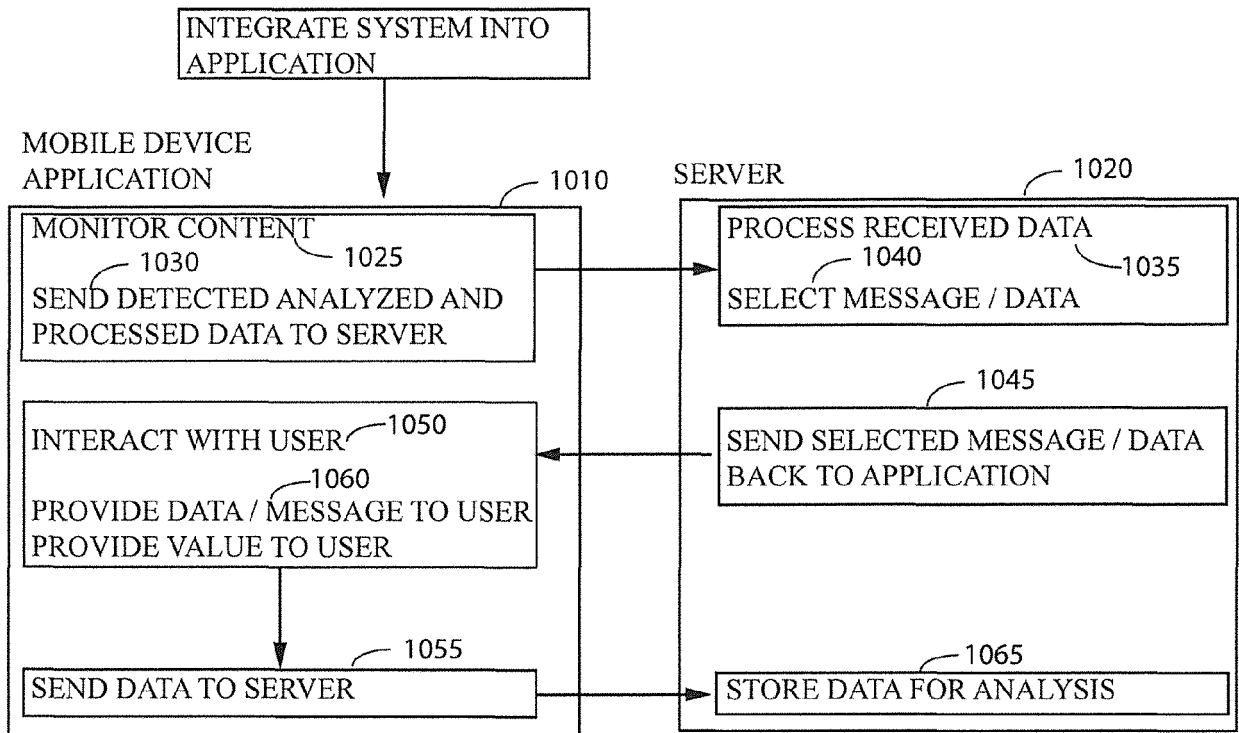 INTEGRATE SYSTEM INTO
APPLICATION
MOBILE DEVICE
APPLICATION
1010
MONITOR CONTENT
1025
1030
SEND DETECTED ANALYZED AND
PROCESSED DATA TO SERVER
SERVER
1020
PROCESS RECEIVED DATA
1040
1035
SELECT MESSAGE / DATA
1045
SEND SELECTED MESSAGE / DATA
BACK TO APPLICATION
INTERACT WITH USER
1050
1060
PROVIDE DATA / MESSAGE TO USER
PROVIDE VALUE TO USER
1055
SEND DATA TO SERVER
1065
STORE DATA FOR ANALYSIS